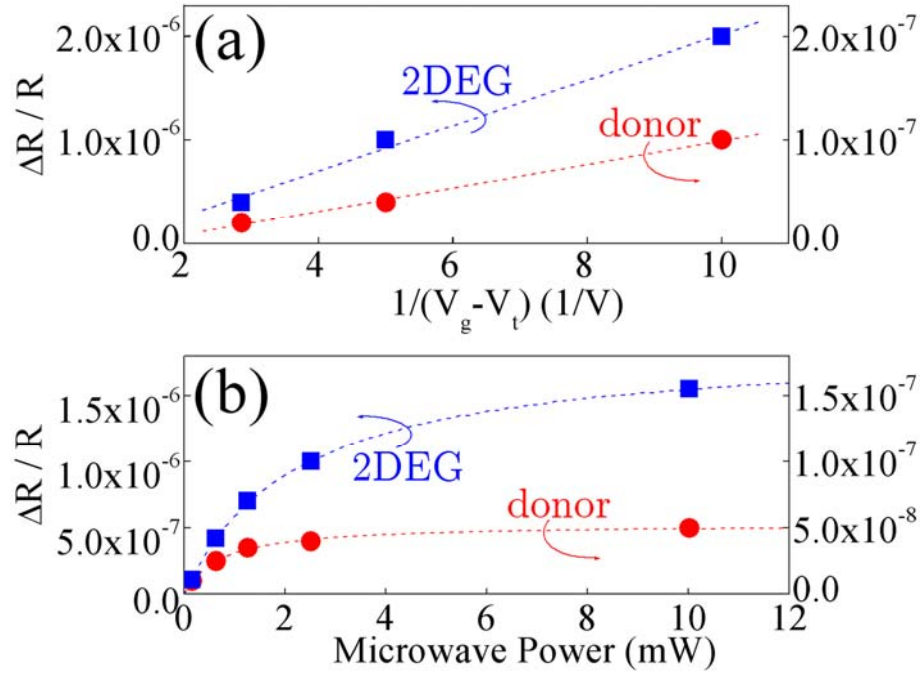 (a)
2.0x10⁻⁶
2DEG
2.0x10⁻⁷
ΔR / R
1.0x10⁻⁶
donor
1.0x10⁻⁷
0.0
0.0
2 4 6 8 10
1/(V_g-V_t) (1/V)
(b)
1.5x10⁻⁶
1.5x10⁻⁷
ΔR / R
1.0x10⁻⁶
2DEG
1.0x10⁻⁷
5.0x10⁻⁷
donor
5.0x10⁻⁸
0.0
0.0
0 2 4 6 8 10 12
Microwave Power (mW)